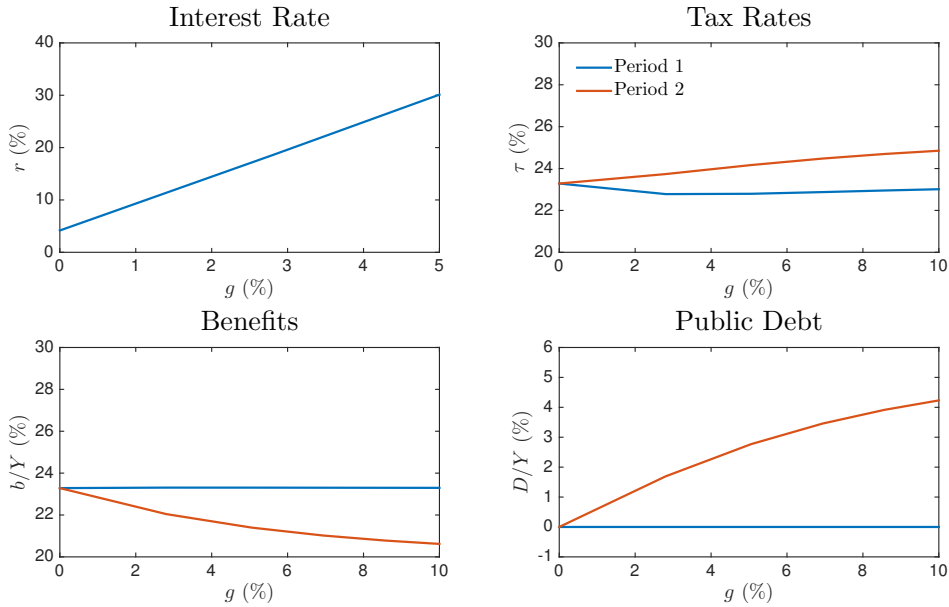 Interest Rate
40
30
20
10
0
r (%)
0 1 2 3 4 5
g (%)
Tax Rates
30
28
26
24
22
20
τ (%)
Period 1
Period 2
0 2 4 6 8 10
g (%)
Benefits
30
28
26
24
22
20
b/Y (%)
0 2 4 6 8 10
g (%)
Public Debt
6
5
4
3
2
1
0
-1
D/Y (%)
0 2 4 6 8 10
g (%)